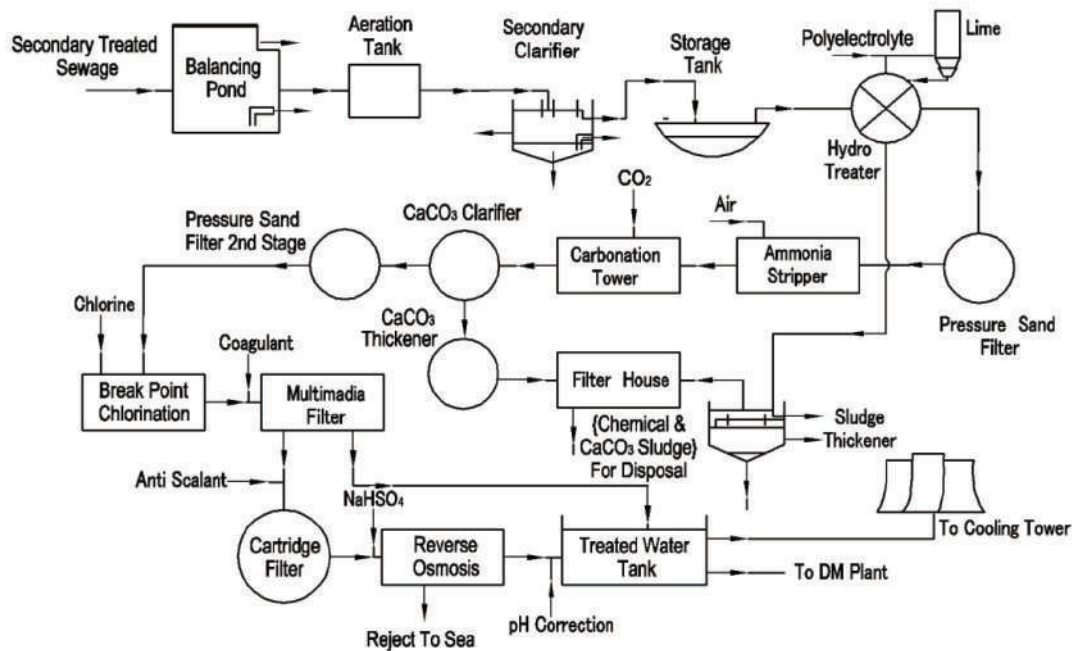 Secondary Treated
Sewage
Balancing
Pond
Aeration
Tank
Secondary
Clarifier
Storage
Tank
Polyelectrolyte
Lime
Hydro
Treater
CO₂
Air
Pressure Sand
Filter 2nd Stage
CaCO₃ Clarifier
Carbonation
Tower
Ammonia
Stripper
Pressure Sand
Filter
Chlorine
Coagulant
CaCO₃
Thickener
Break Point
Chlorination
Multimadia
Filter
Filter House
{Chemical &
CaCO₃ Sludge}
For Disposal
Sludge
Thickener
Anti Scalant
NaHSO₄
Cartridge
Filter
Reverse
Osmosis
Treated Water
Tank
To Cooling Tower
To DM Plant
Reject To Sea
pH Correction